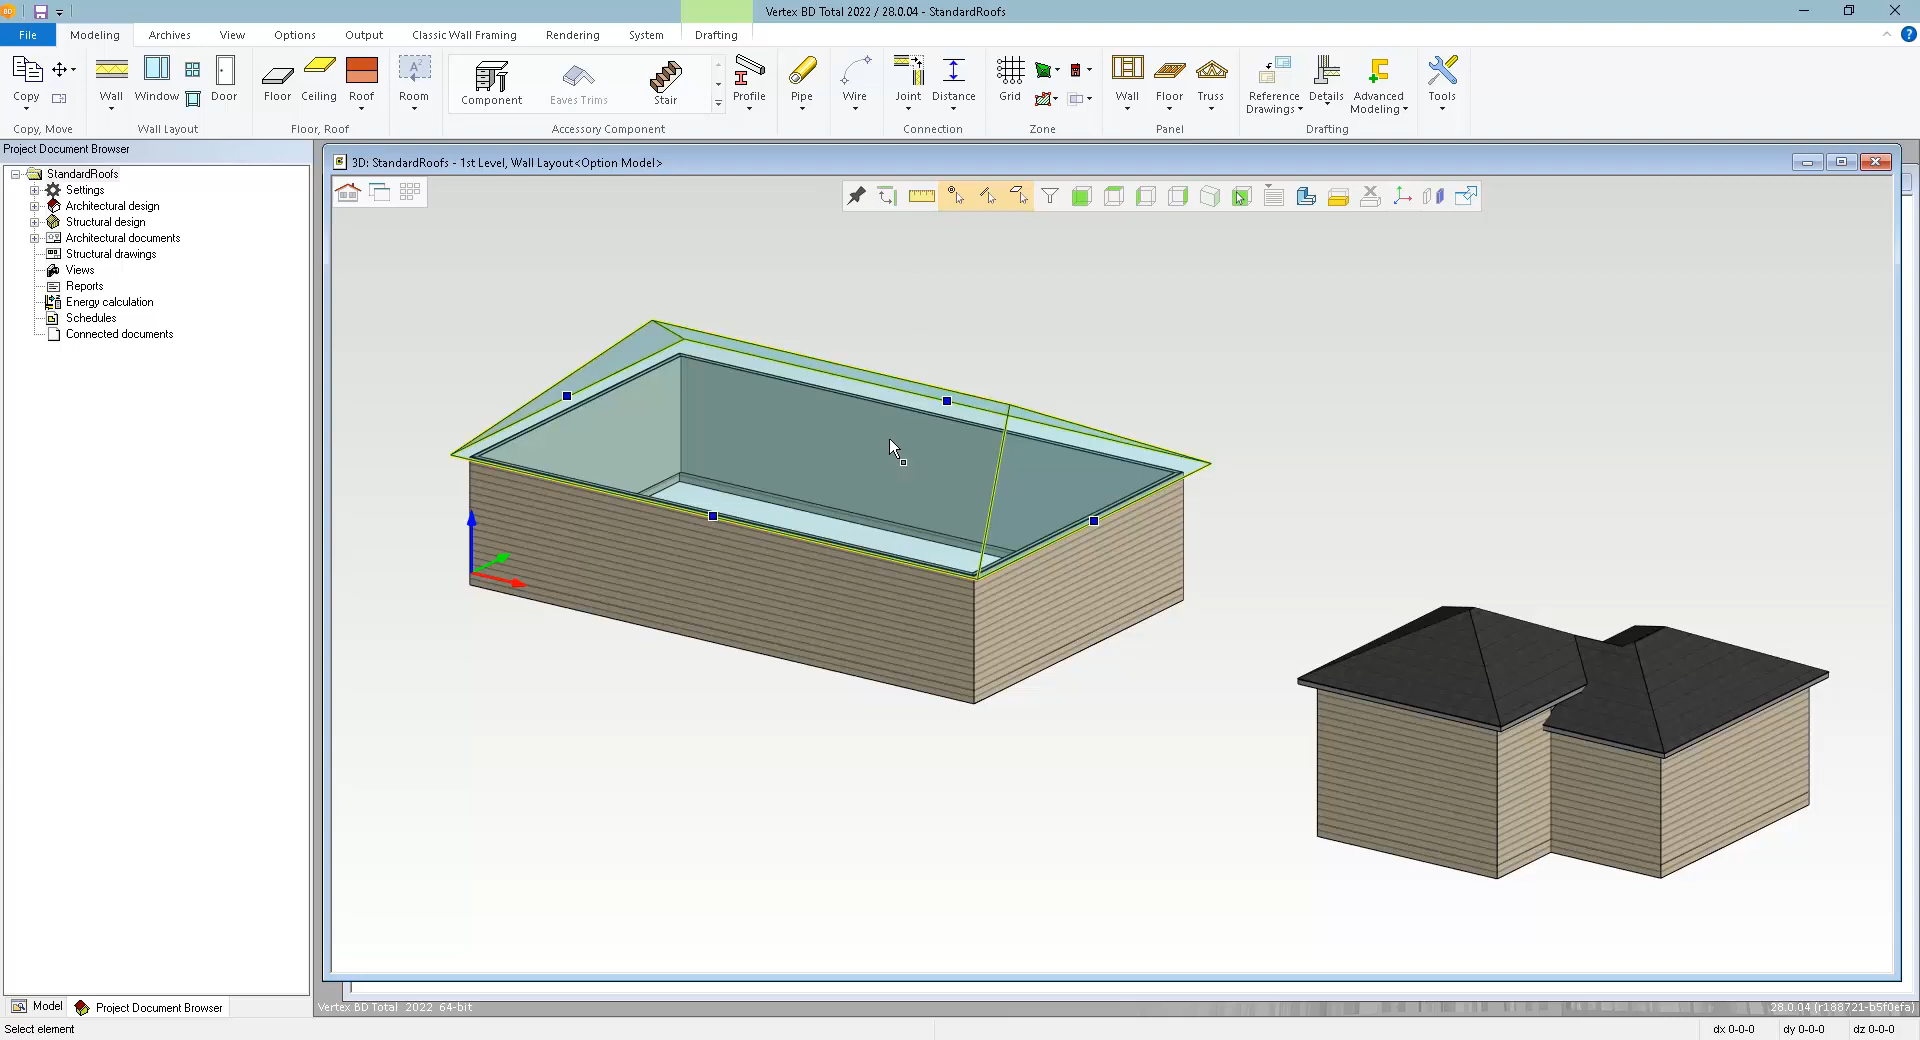 BD
Vertex BD Total 2022 / 28.0.04 - StandardRoofs
File Modeling Archives View Options Output Classic Wall Framing Rendering System Drafting
Copy Wall Window Door Floor Ceiling Roof Room Component Eaves Trims Stair Profile Pipe Wire Joint Distance Grid Wall Floor Truss Reference Drawings Details Advanced Modeling Tools
Copy, Move Wall Layout Floor, Roof Accessory Component Connection Zone Panel Drafting
Project Document Browser
3D: StandardRoofs - 1st Level, Wall Layout<Option Model>
StandardRoofs
Settings
Architectural design
Structural design
Architectural documents
Structural drawings
Views
Reports
Energy calculation
Schedules
Connected documents
Model Project Document Browser
Vertex BD Total 2022 64-bit
28.0.04 (r188721-b5f0efa)
Select element
dx 0-0-0 dy 0-0-0 dz 0-0-0